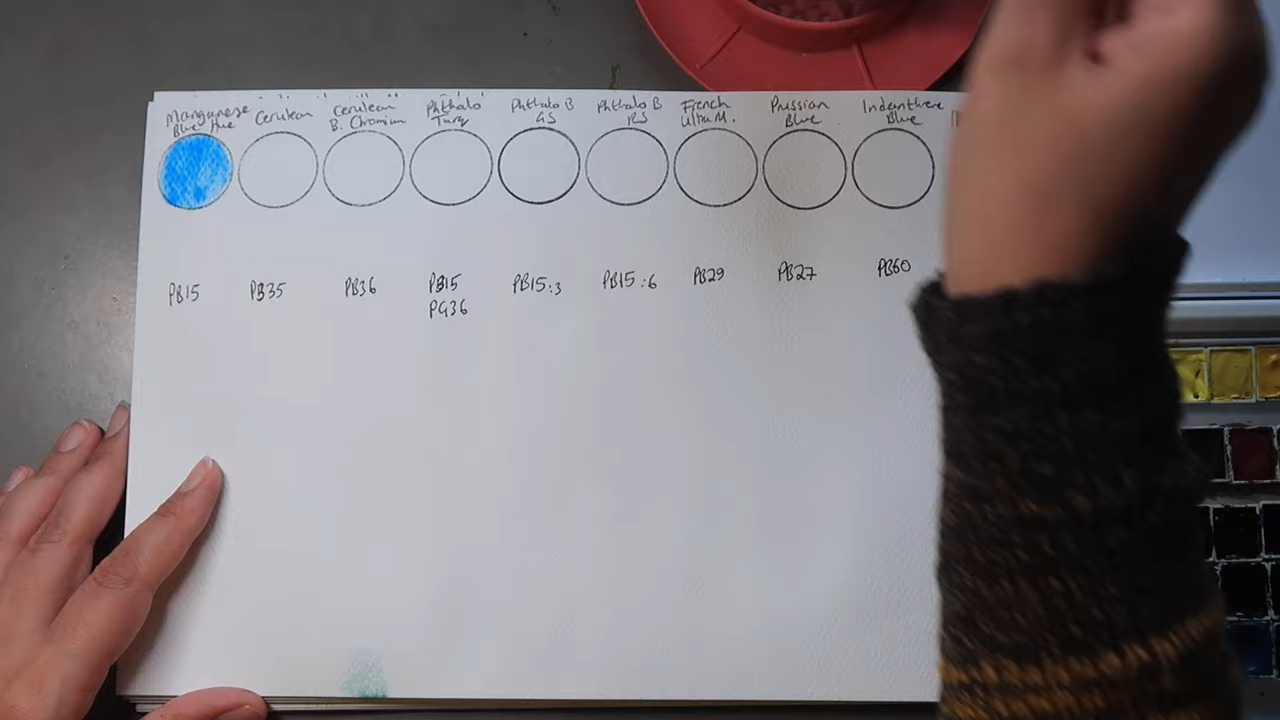 Manganese
Blue Hue
Cerulean
Cerulean
B. Chromium
Phthalo
Turq
Phthalo B
GS
Phthalo B
RS
French
Ultra M.
Prussian
Blue
Indanthrene
Blue
PB15
PB35
PB36
PB15
PG36
PB15:3
PB15:6
PB29
PB27
PB60